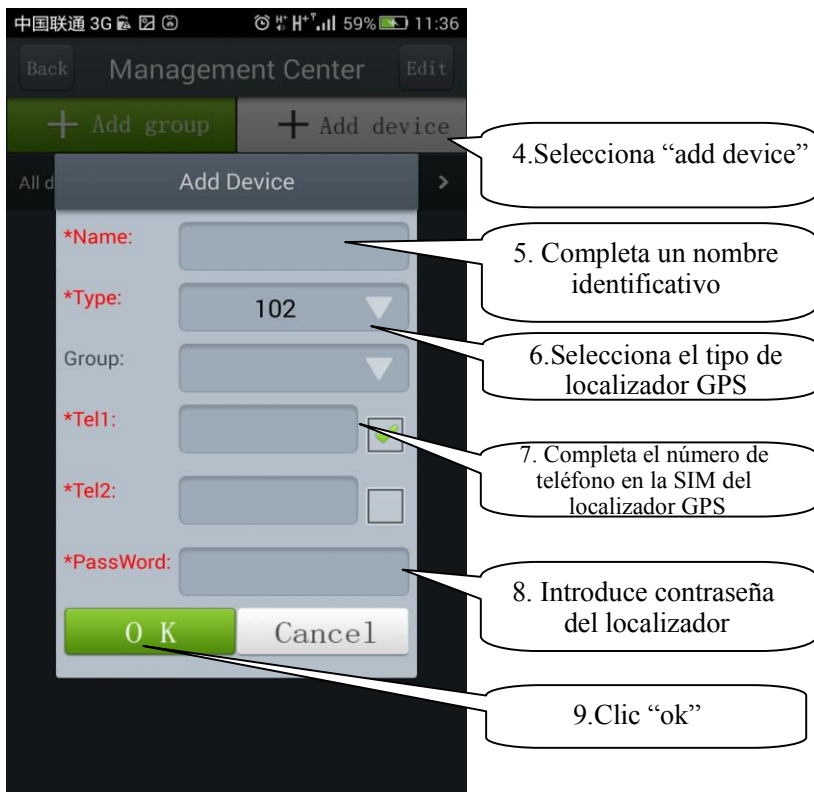 中国联通 3G 59% 11:36
Back Management Center Edit
+ Add group + Add device
4.Selecciona “add device”
All d Add Device >
*Name:
5. Completa un nombre
identificativo
*Type: 102
6.Selecciona el tipo de
localizador GPS
Group:
*Tel1:
7. Completa el número de
teléfono en la SIM del
localizador GPS
*Tel2:
*PassWord:
8. Introduce contraseña
del localizador
O K Cancel
9.Clic “ok”